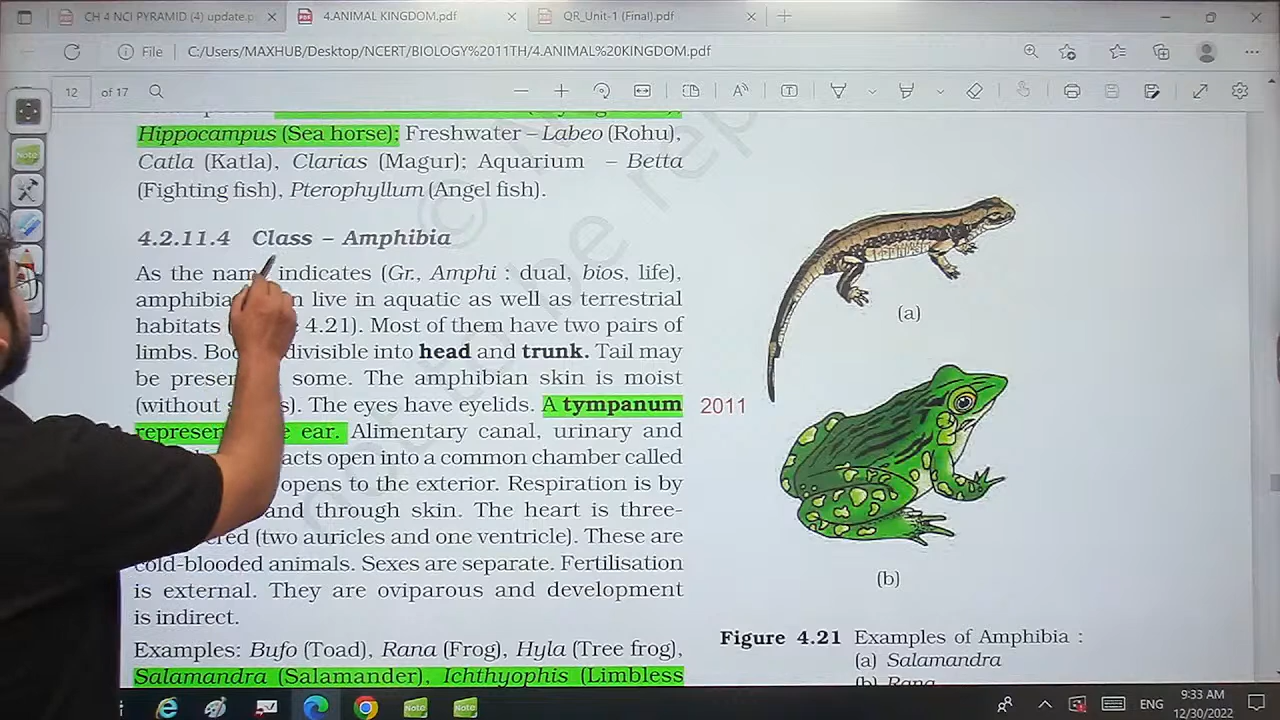 CH 4 NCI PYRAMID (4) update.p
4.ANIMAL KINGDOM.pdf
QR_Unit-1 (Final).pdf
File
C:/Users/MAXHUB/Desktop/NCERT/BIOLOGY%2011TH/4.ANIMAL%20KINGDOM.pdf
12 of 17
Hippocampus (Sea horse); Freshwater – Labeo (Rohu),
Catla (Katla), Clarias (Magur); Aquarium – Betta
(Fighting fish), Pterophyllum (Angel fish).
4.2.11.4 Class – Amphibia
As the name indicates (Gr., Amphi : dual, bios, life),
live in aquatic as well as terrestrial
habitats 4.21). Most of them have two pairs of
limbs. divisible into head and trunk. Tail may
be some. The amphibian skin is moist
(without The eyes have eyelids. A tympanum
2011
ear. Alimentary canal, urinary and
open into a common chamber called
opens to the exterior. Respiration is by
and through skin. The heart is three-
(two auricles and one ventricle). These are
cold-blooded animals. Sexes are separate. Fertilisation
is external. They are oviparous and development
is indirect.
Examples: Bufo (Toad), Rana (Frog), Hyla (Tree frog),
Salamandra (Salamander), Ichthyophis (Limbless
(a)
(b)
Figure 4.21 Examples of Amphibia :
(a) Salamandra
(b) Rana
Note
Note
Note
ENG
9:33 AM
12/30/2022